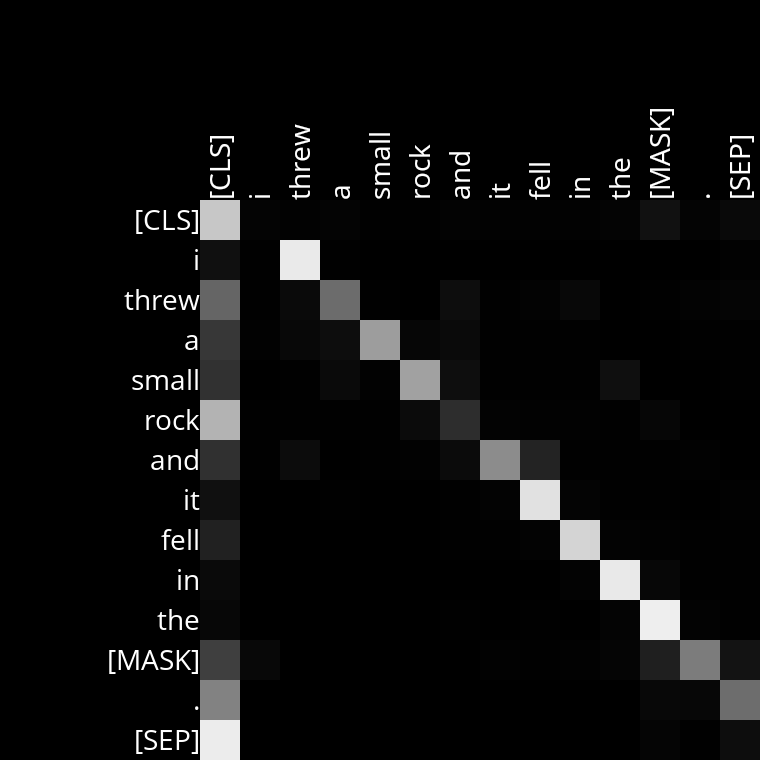 [CLS] i threw a small rock and it fell in the [MASK] . [SEP]
[CLS]
i
threw
a
small
rock
and
it
fell
in
the
[MASK]
.
[SEP]